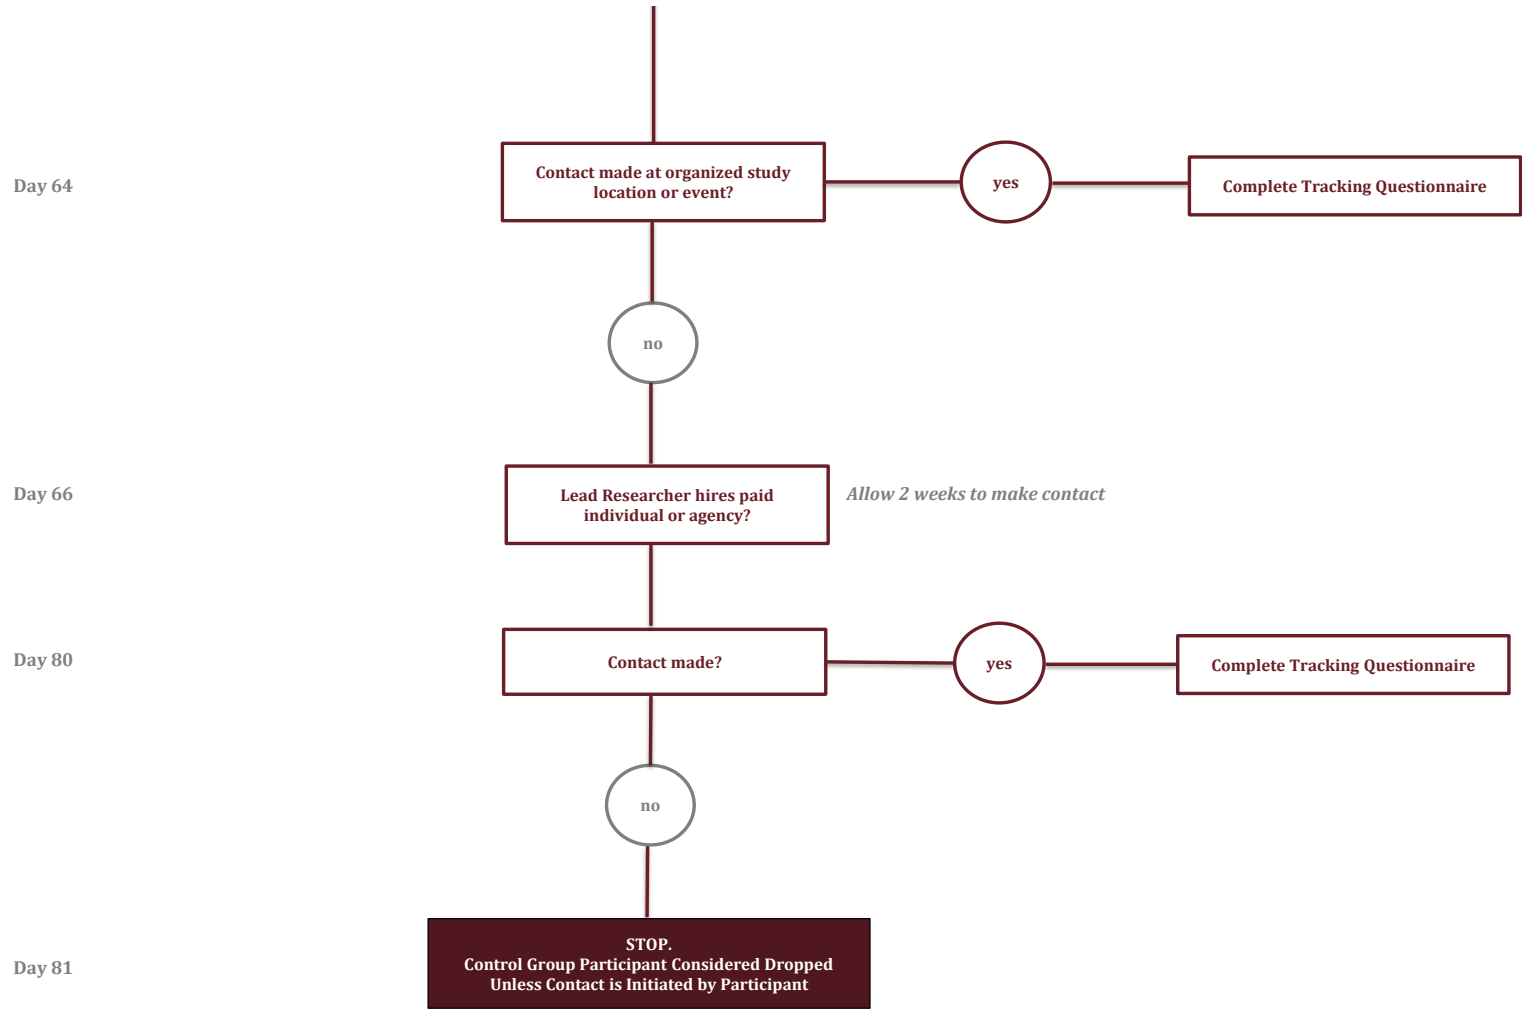 Day 64
Contact made at organized study
location or event?
yes
Complete Tracking Questionnaire
no
Day 66
Lead Researcher hires paid
individual or agency?
Allow 2 weeks to make contact
Day 80
Contact made?
yes
Complete Tracking Questionnaire
no
Day 81
STOP.
Control Group Participant Considered Dropped
Unless Contact is Initiated by Participant